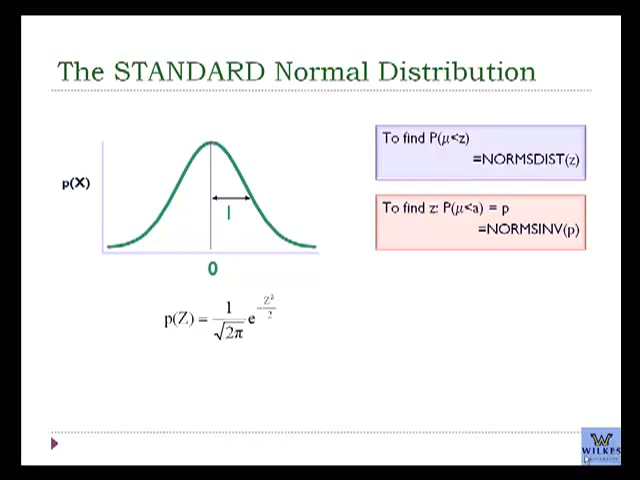 The STANDARD Normal Distribution
p(X)
1
0
p(Z) = 1/√2π e^-Z²/2
To find P(μ<z)
=NORMSDIST(z)
To find z: P(μ<a) = p
=NORMSINV(p)
W
WILKES